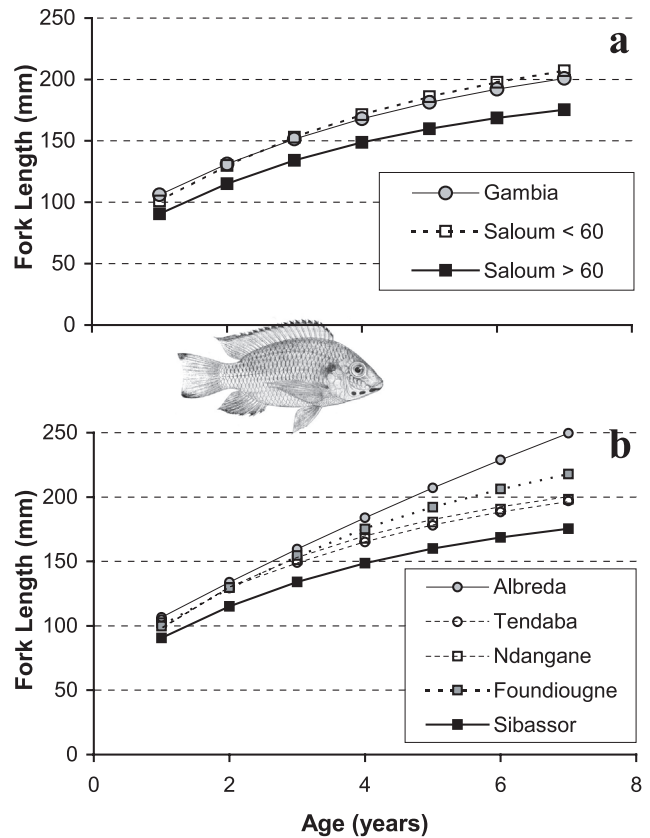 250
a
200
150
100
50
0
Fork Length (mm)
Gambia
Saloum < 60
Saloum > 60
250
b
200
150
100
50
0
Fork Length (mm)
Albreda
Tendaba
Ndangane
Foundiougne
Sibassor
0 2 4 6 8
Age (years)